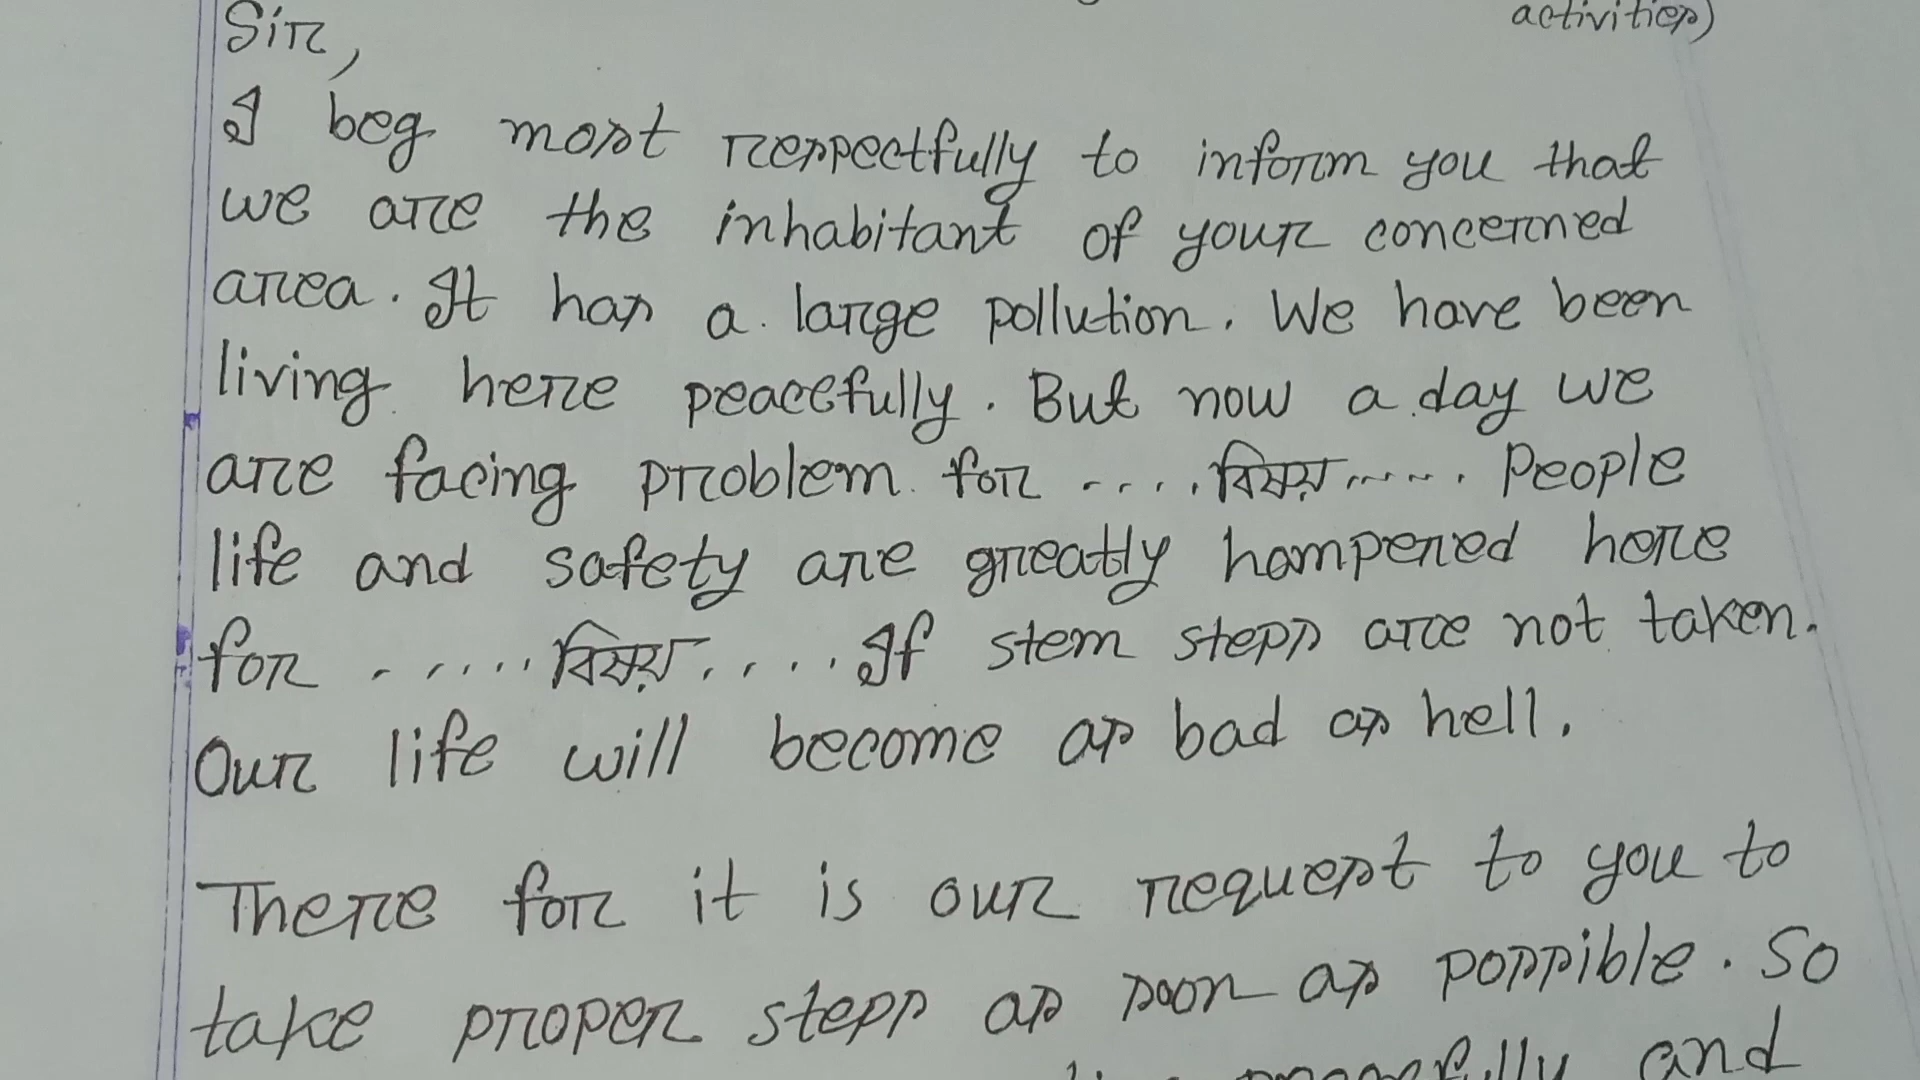 activities)
Sir,
I beg most respectfully to inform you that
we are the inhabitant of your concerned
area. It has a large pollution. We have been
living here peacefully. But now a day we
are facing problem for ....বিষয়...... People
life and safety are greatly hampered here
for ......বিষয়..... If stem steps are not taken.
Our life will become as bad as hell.
There for it is our request to you to
take proper steps as soon as possible. So
peacefully and